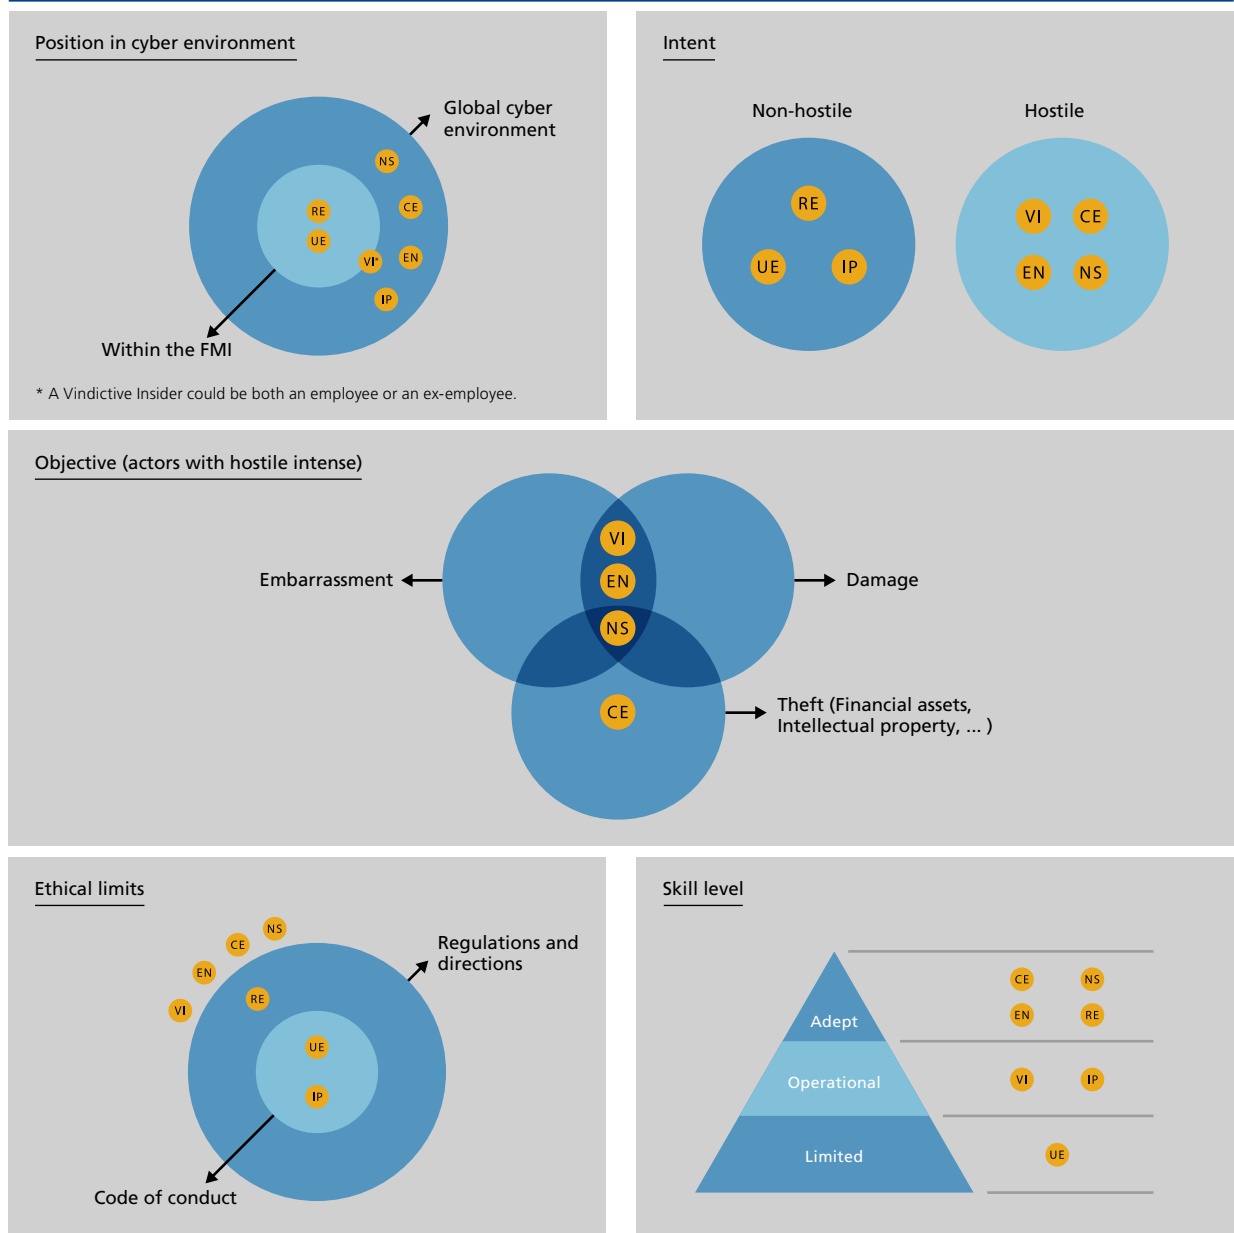 Position in cyber environment
Global cyber
environment
NS
CE
RE
UE
VI*
EN
IP
Within the FMI
* A Vindictive Insider could be both an employee or an ex-employee.
Intent
Non-hostile
Hostile
RE
UE
IP
VI
CE
EN
NS
Objective (actors with hostile intense)
VI
EN
NS
CE
Embarrassment
Damage
Theft (Financial assets,
Intellectual property, ... )
Ethical limits
NS
CE
EN
VI
RE
UE
IP
Regulations and
directions
Code of conduct
Skill level
Adept
Operational
Limited
CE
NS
EN
RE
VI
IP
UE